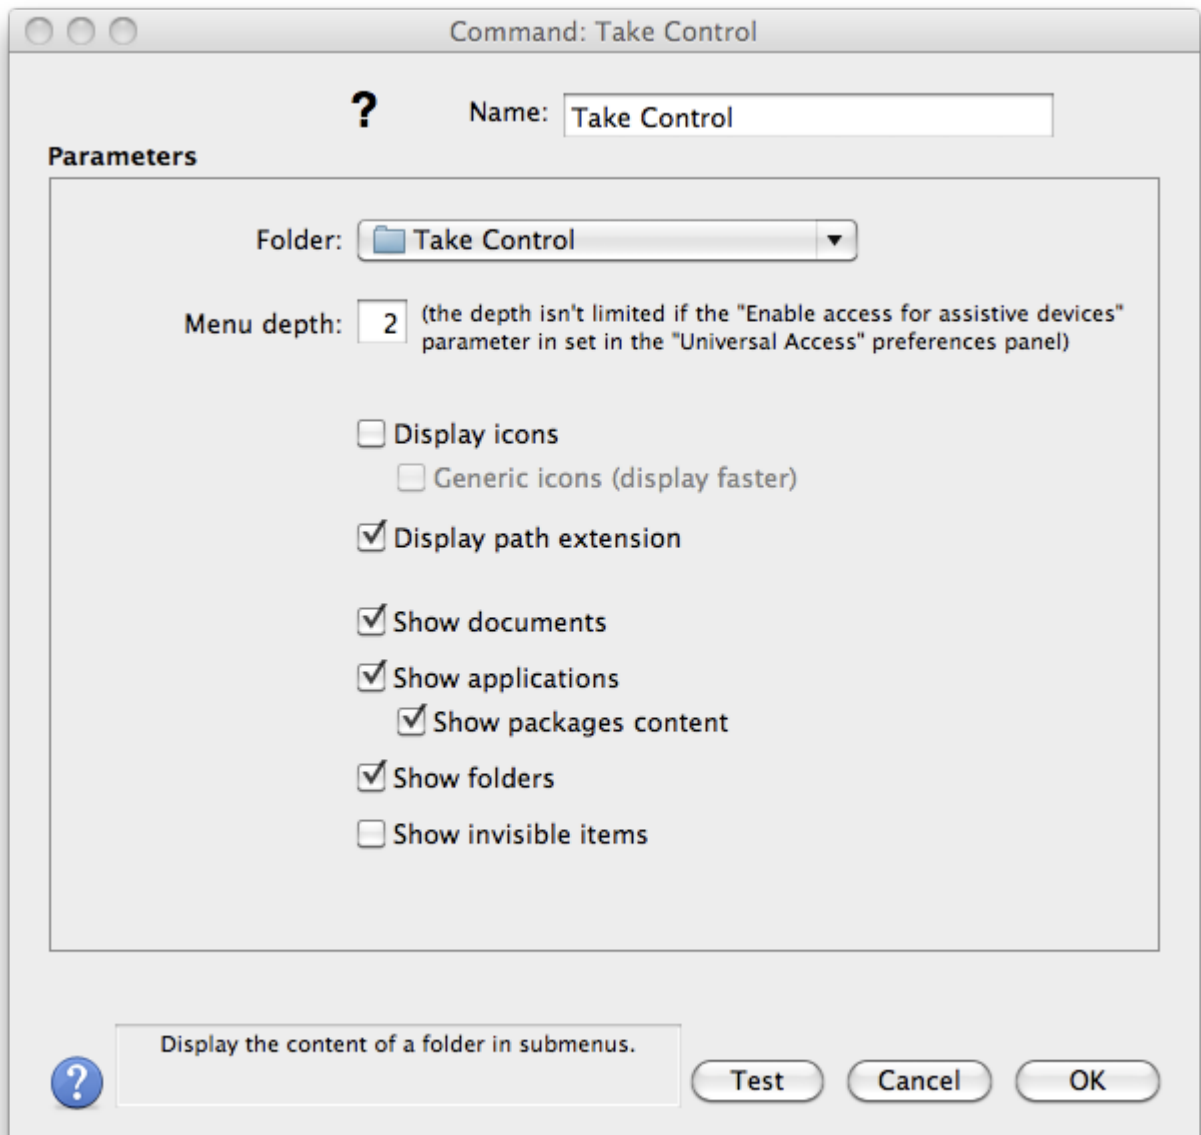 Command: Take Control
?
Name: Take Control
Parameters
Folder: Take Control
Menu depth: 2 (the depth isn't limited if the "Enable access for assistive devices"
parameter in set in the "Universal Access" preferences panel)
Display icons
Generic icons (display faster)
Display path extension
Show documents
Show applications
Show packages content
Show folders
Show invisible items
Display the content of a folder in submenus.
? Test Cancel OK